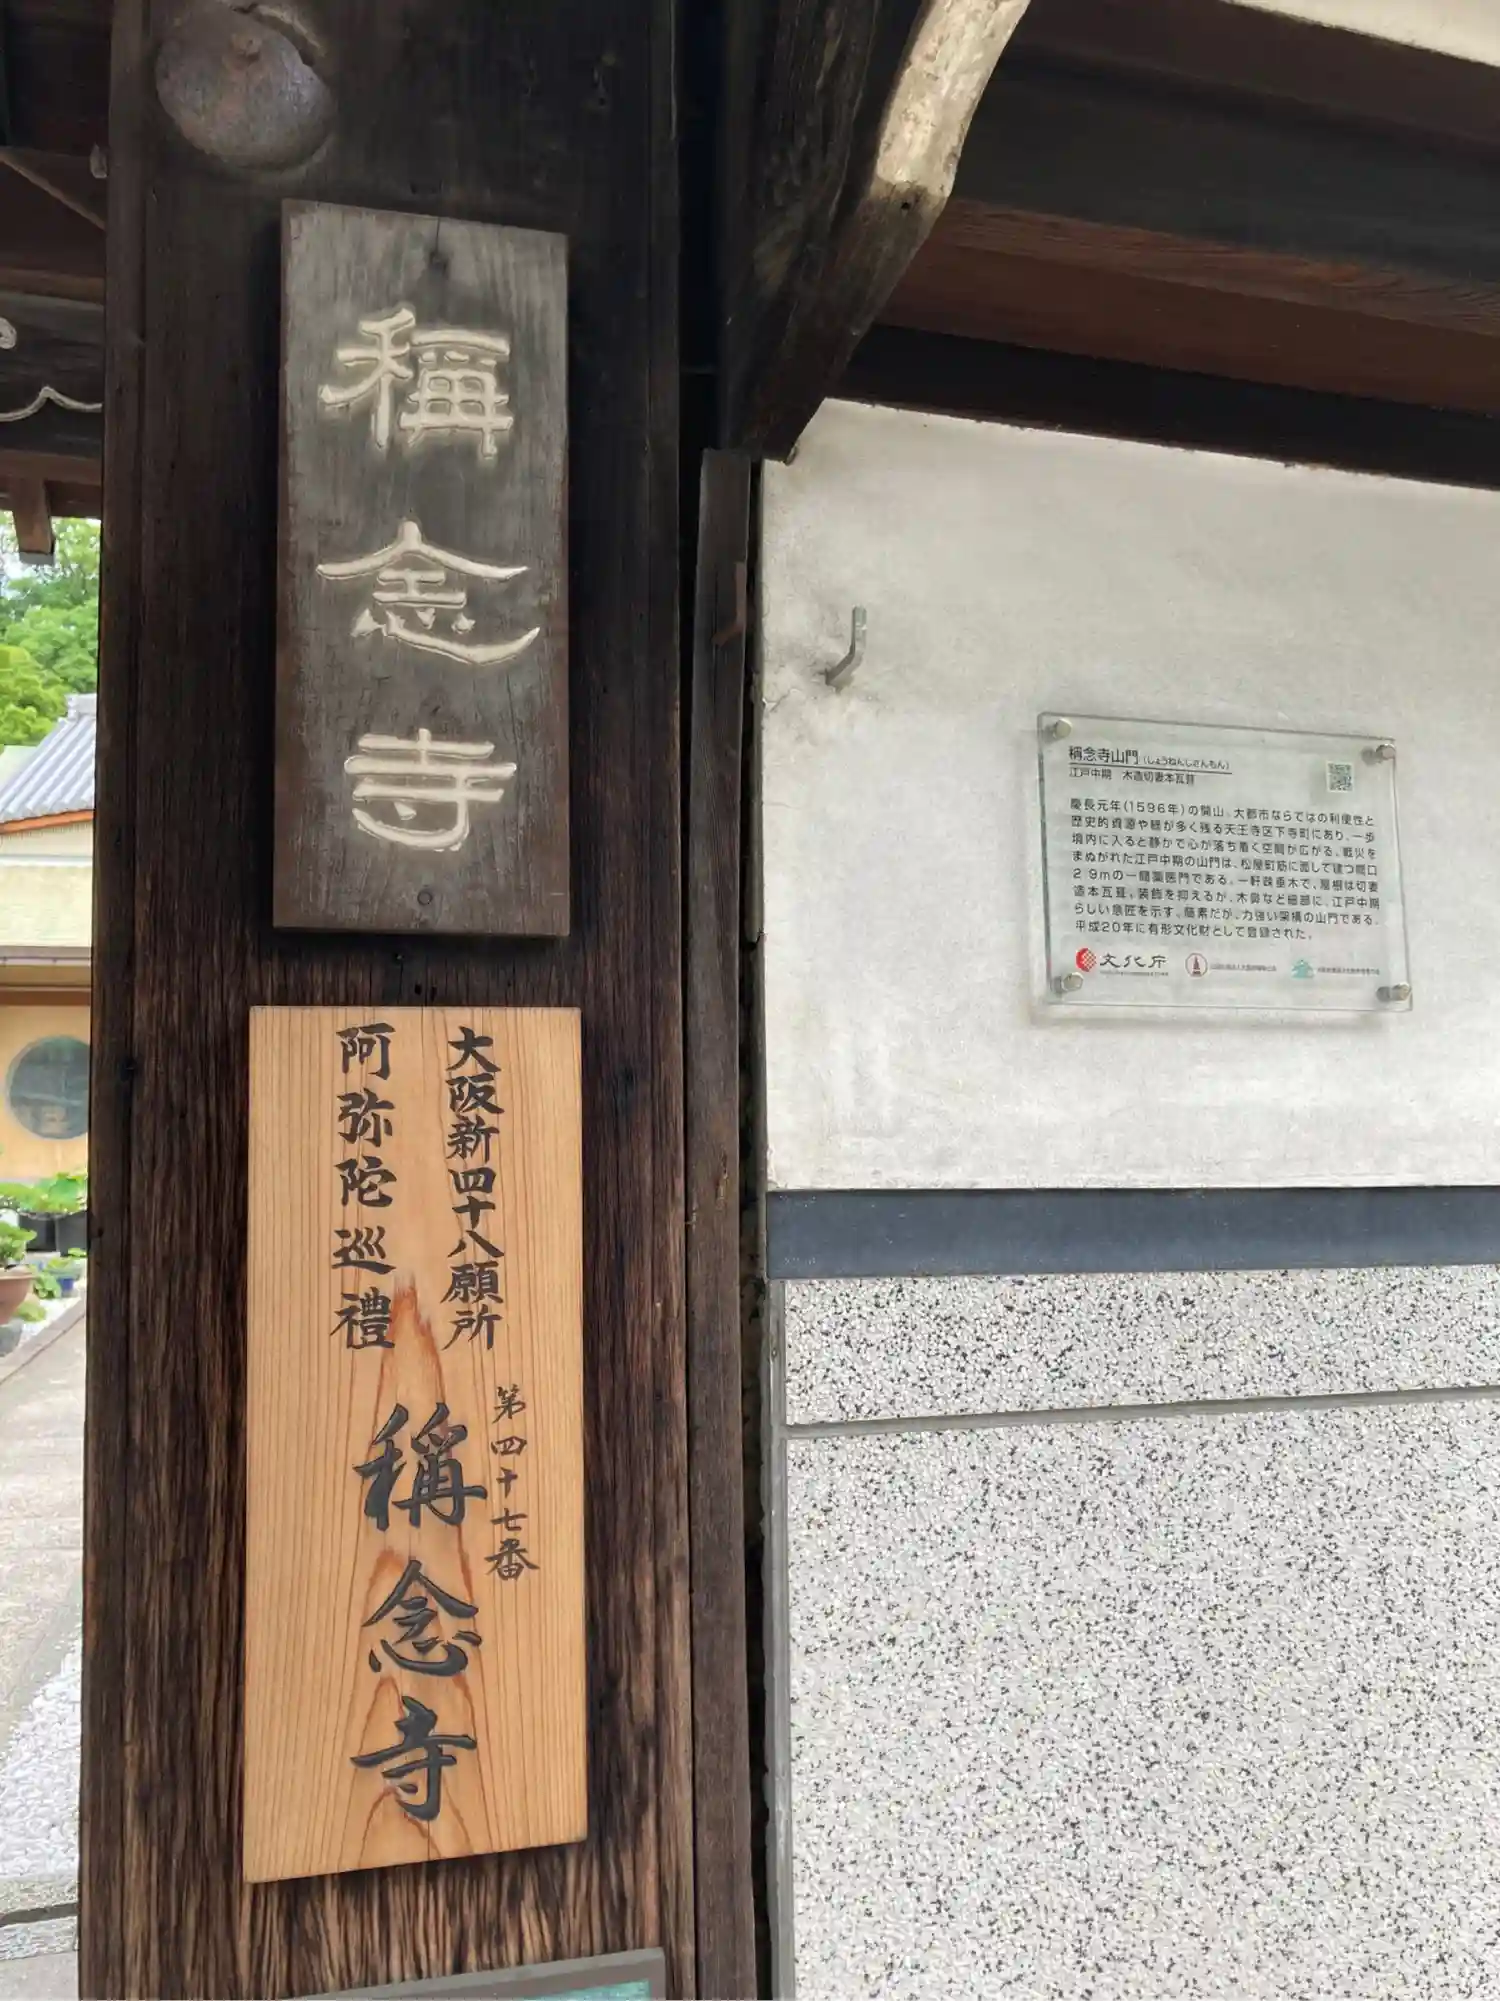 稱念寺
大阪新四十八願所
阿弥陀巡禮
第四十七番
稱念寺
稱念寺山門(しょうねんじさんもん)
江戸中期 木造切妻本瓦葺
慶長元年(1596年)の開山。大都市ならではの利便性と
歴史的資源や緑が多く残る天王寺区下寺町にあり、一歩
境内に入ると静かで心が落ち着く空間が広がる。戦火を
まぬがれた江戸中期の山門は、松屋町筋に面して建つ間口
2.9mの一間薬医門である。一軒疎垂木で、屋根は切妻
造本瓦葺。装飾を抑えるが、木鼻など細部に、江戸中期
らしい意匠を示す。簡素だが、力強い架構の山門である。
平成20年に有形文化財として登録された。
文化庁